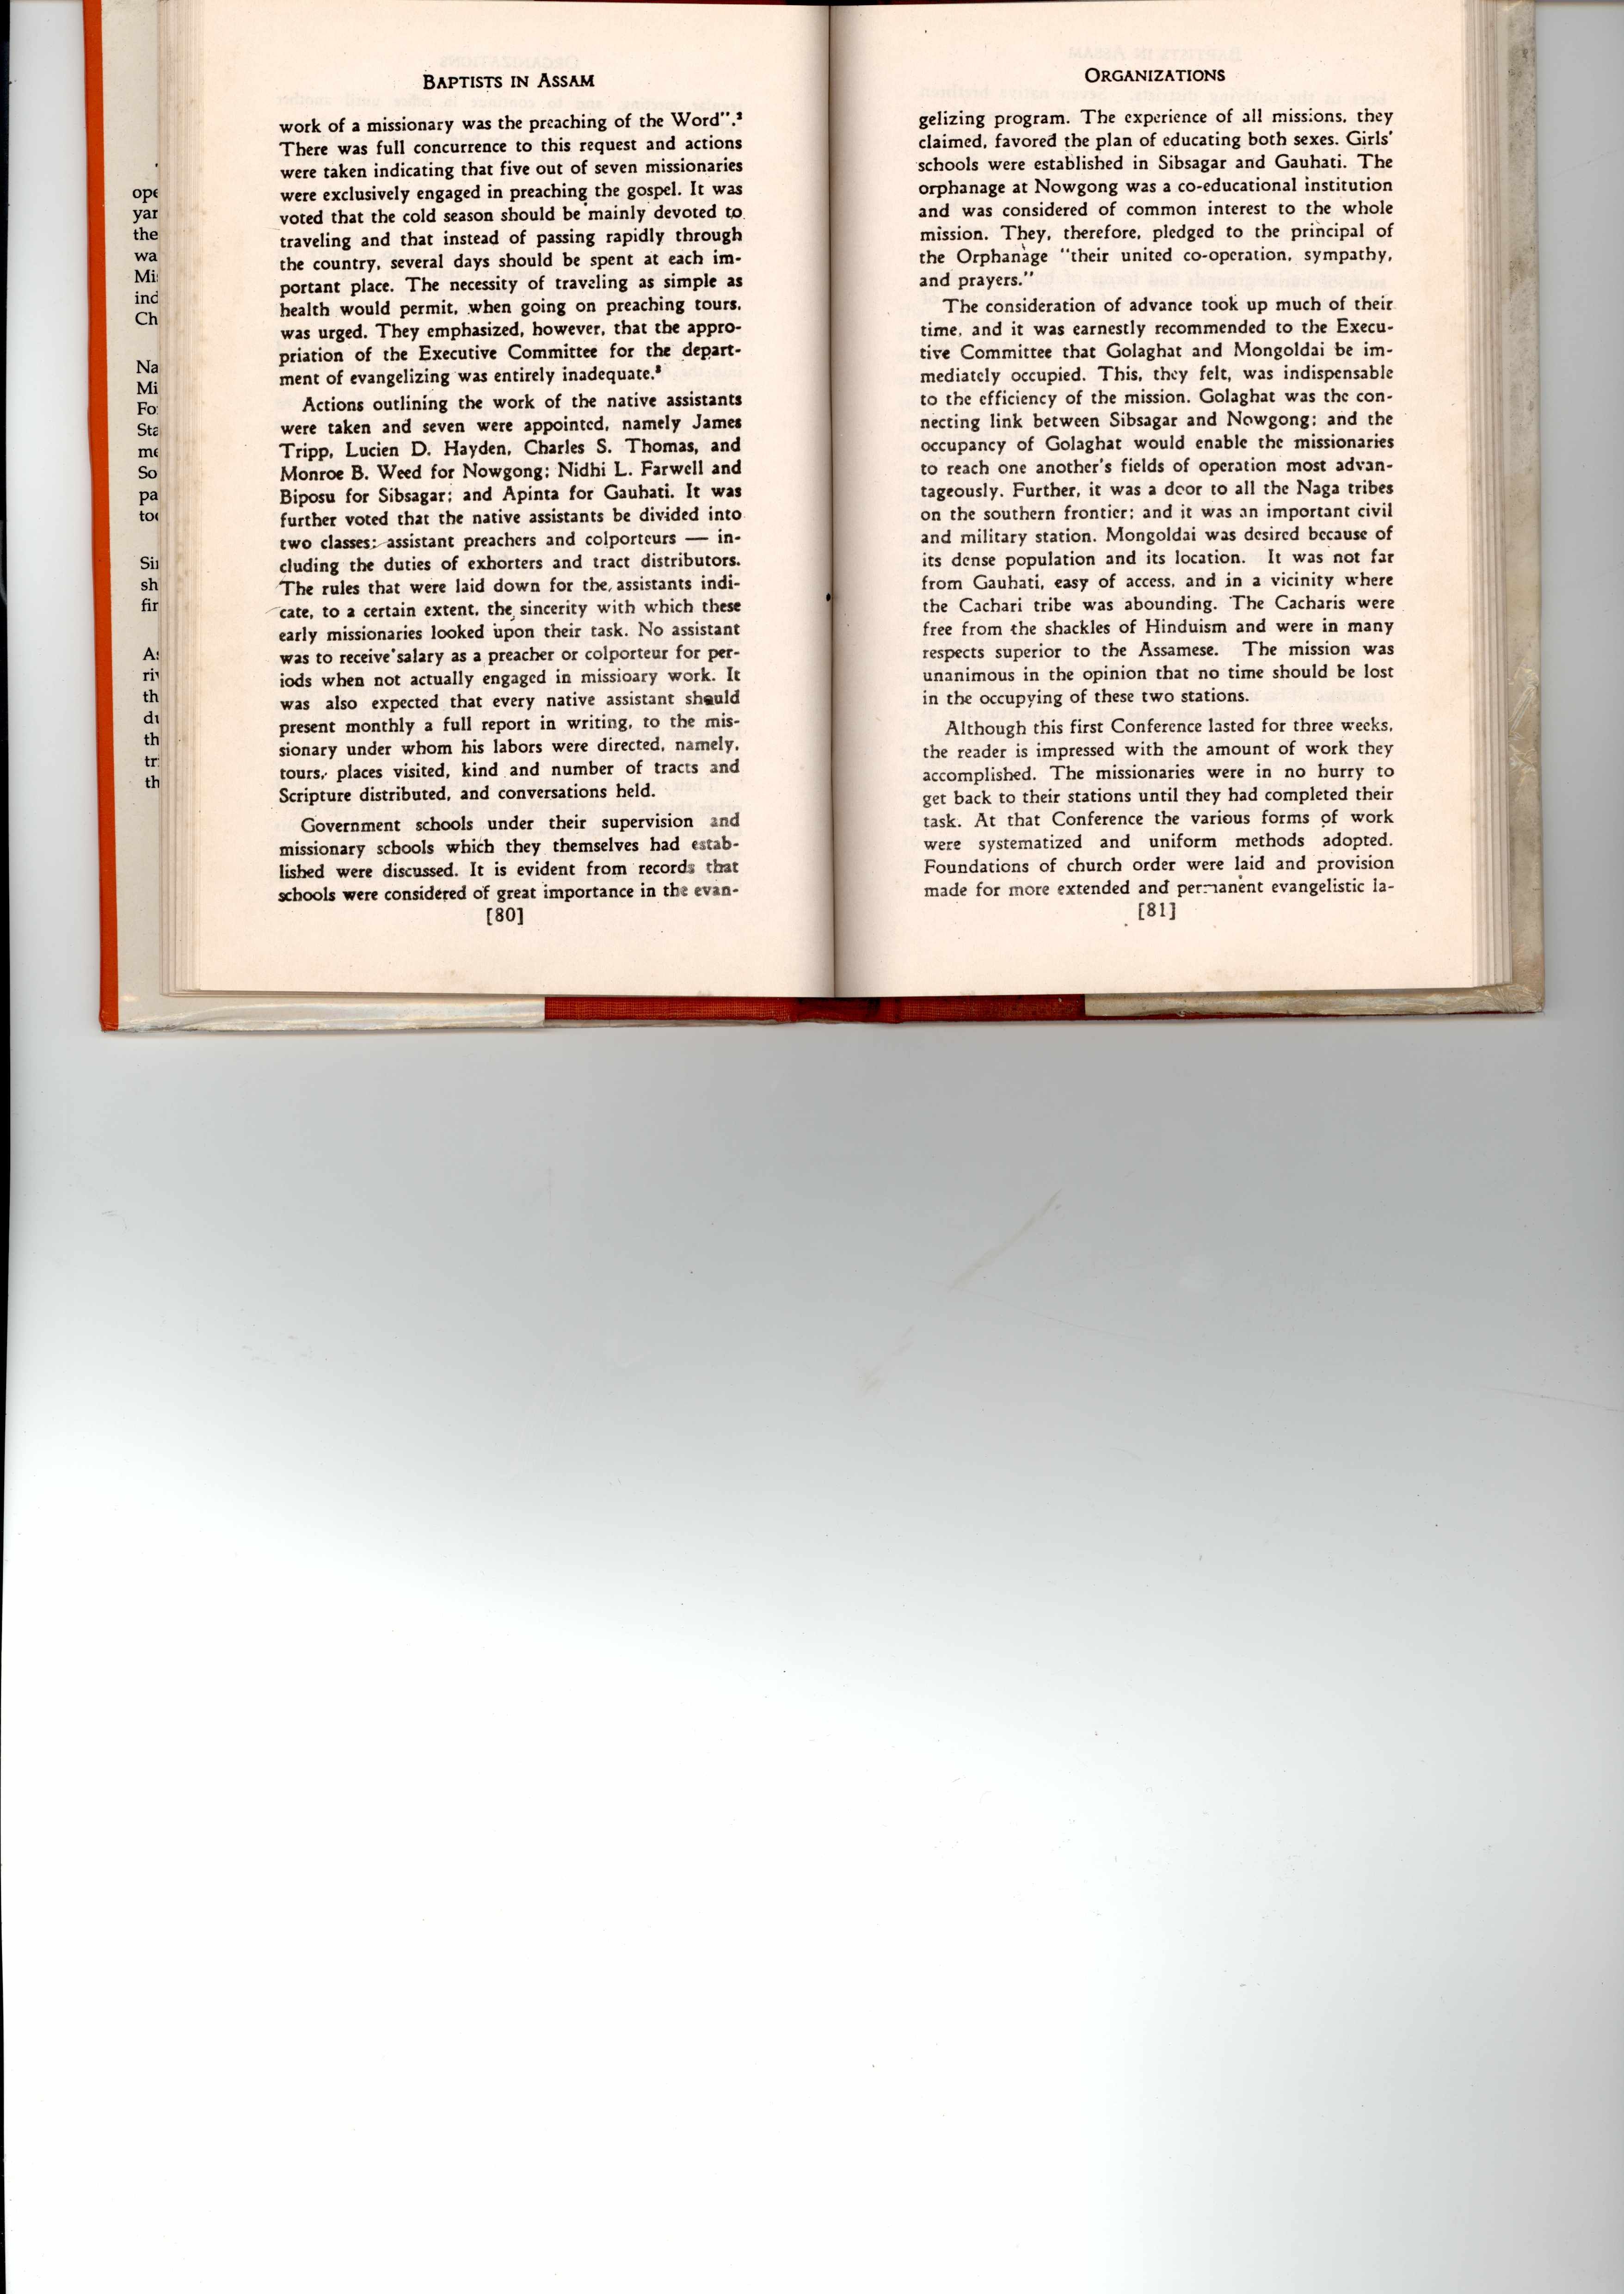 BAPTISTS IN ASSAM
work of a missionary was the preaching of the Word".²
There was full concurrence to this request and actions
were taken indicating that five out of seven missionaries
were exclusively engaged in preaching the gospel. It was
voted that the cold season should be mainly devoted to
traveling and that instead of passing rapidly through
the country, several days should be spent at each im-
portant place. The necessity of traveling as simple as
health would permit, when going on preaching tours,
was urged. They emphasized, however, that the appro-
priation of the Executive Committee for the depart-
ment of evangelizing was entirely inadequate.³
Actions outlining the work of the native assistants
were taken and seven were appointed, namely James
Tripp, Lucien D. Hayden, Charles S. Thomas, and
Monroe B. Weed for Nowgong; Nidhi L. Farwell and
Biposu for Sibsagar; and Apinta for Gauhati. It was
further voted that the native assistants be divided into
two classes: assistant preachers and colporteurs — in-
cluding the duties of exhorters and tract distributors.
The rules that were laid down for the assistants indi-
cate, to a certain extent, the sincerity with which these
early missionaries looked upon their task. No assistant
was to receive salary as a preacher or colporteur for per-
iods when not actually engaged in missioary work. It
was also expected that every native assistant should
present monthly a full report in writing, to the mis-
sionary under whom his labors were directed, namely,
tours, places visited, kind and number of tracts and
Scripture distributed, and conversations held.
Government schools under their supervision and
missionary schools which they themselves had estab-
lished were discussed. It is evident from records that
schools were considered of great importance in the evan-
[80]
ORGANIZATIONS
gelizing program. The experience of all missions, they
claimed, favored the plan of educating both sexes. Girls'
schools were established in Sibsagar and Gauhati. The
orphanage at Nowgong was a co-educational institution
and was considered of common interest to the whole
mission. They, therefore, pledged to the principal of
the Orphanage "their united co-operation, sympathy,
and prayers."
The consideration of advance took up much of their
time, and it was earnestly recommended to the Execu-
tive Committee that Golaghat and Mongoldai be im-
mediately occupied. This, they felt, was indispensable
to the efficiency of the mission. Golaghat was the con-
necting link between Sibsagar and Nowgong; and the
occupancy of Golaghat would enable the missionaries
to reach one another's fields of operation most advan-
tageously. Further, it was a door to all the Naga tribes
on the southern frontier; and it was an important civil
and military station. Mongoldai was desired because of
its dense population and its location. It was not far
from Gauhati, easy of access, and in a vicinity where
the Cachari tribe was abounding. The Cacharis were
free from the shackles of Hinduism and were in many
respects superior to the Assamese. The mission was
unanimous in the opinion that no time should be lost
in the occupying of these two stations.
Although this first Conference lasted for three weeks,
the reader is impressed with the amount of work they
accomplished. The missionaries were in no hurry to
get back to their stations until they had completed their
task. At that Conference the various forms of work
were systematized and uniform methods adopted.
Foundations of church order were laid and provision
made for more extended and permanent evangelistic la-
[81]